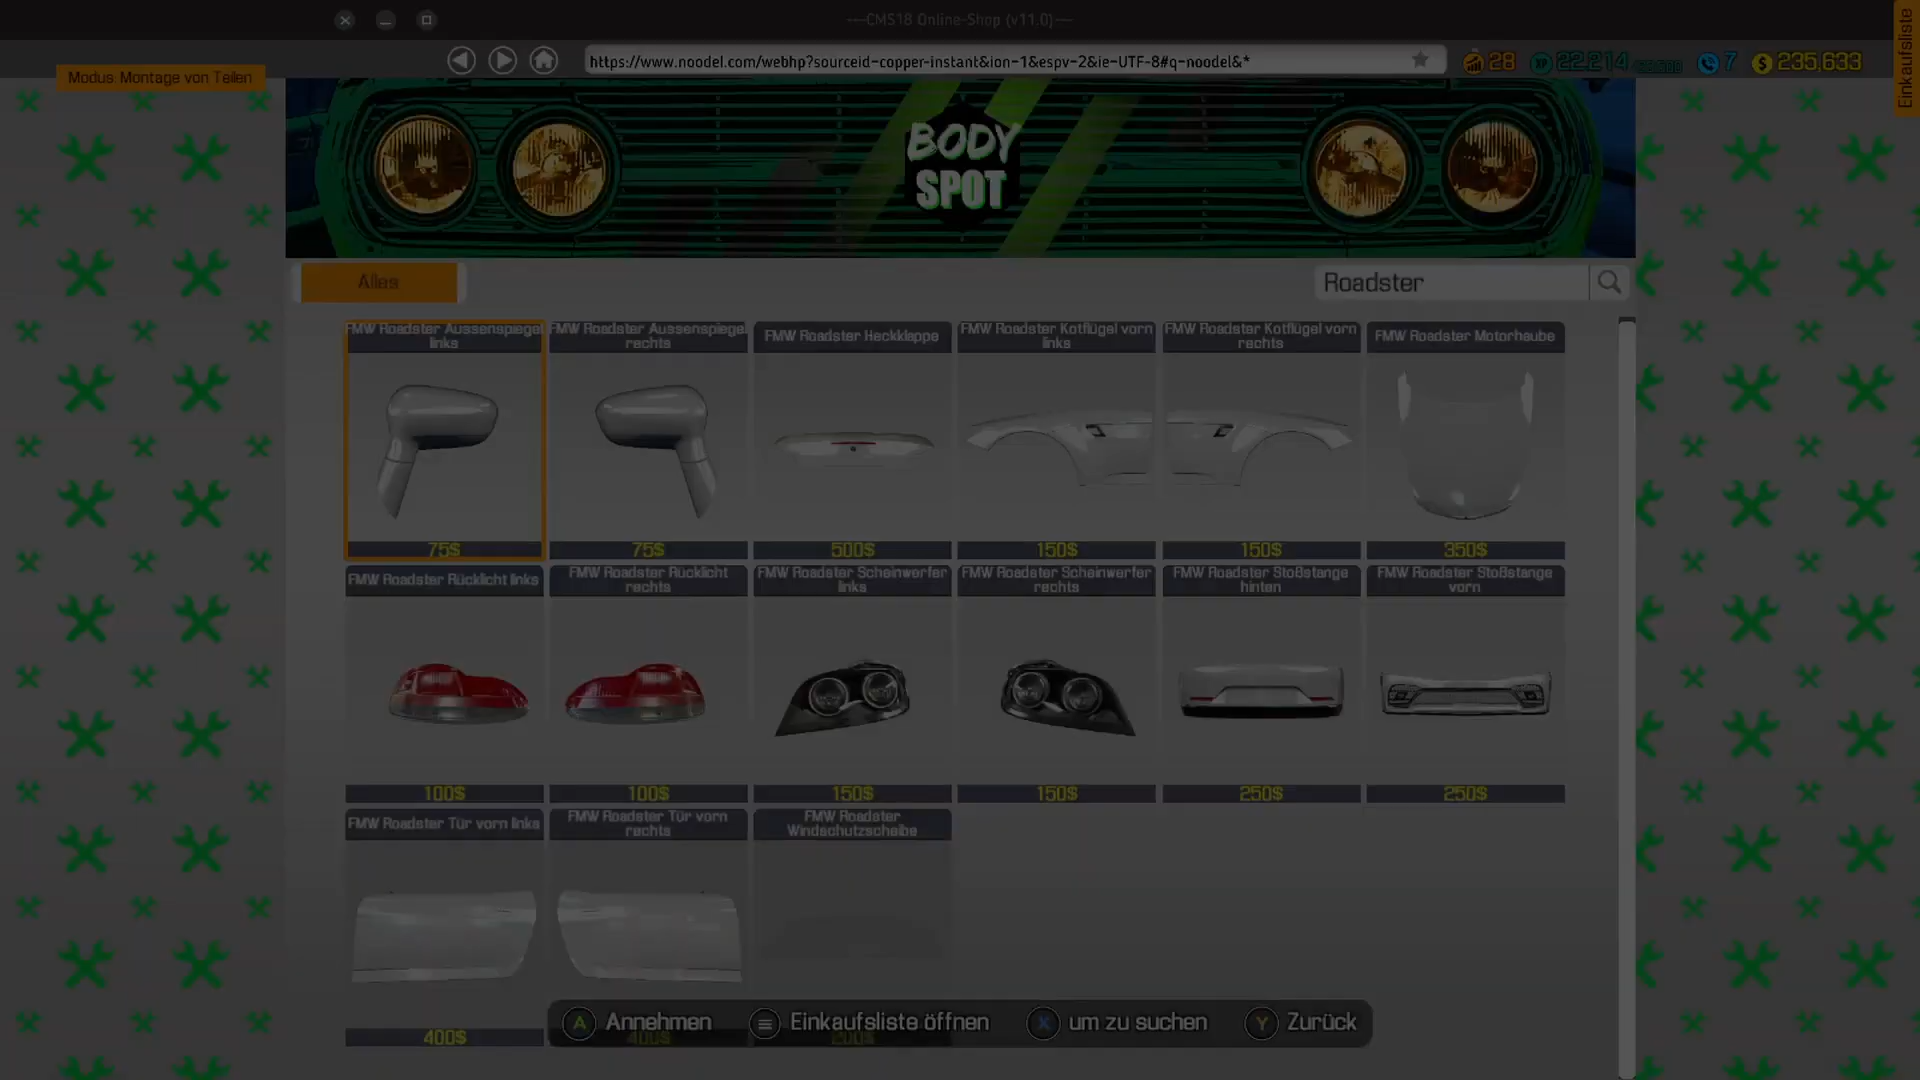 ---CMS18 Online-Shop (v11.0)---
Einkaufsliste
https://www.noodel.com/webhp?sourceid-copper-instant&ion-1&espv-2&ie-UTF-8#q-noodel&*
28
XP 22,214
7
$ 235,633
Modus: Montage von Teilen
BODY
SPOT
Alles
Roadster
FMW Roadster Aussenspiegel
links
FMW Roadster Aussenspiegel
rechts
FMW Roadster Heckklappe
FMW Roadster Kotflügel vorn
links
FMW Roadster Kotflügel vorn
rechts
FMW Roadster Motorhaube
75$
75$
500$
150$
150$
350$
FMW Roadster Rücklicht links
FMW Roadster Rücklicht
rechts
FMW Roadster Scheinwerfer
links
FMW Roadster Scheinwerfer
rechts
FMW Roadster Stoßstange
hinten
FMW Roadster Stoßstange
vorn
100$
100$
150$
150$
250$
250$
FMW Roadster Tür vorn links
FMW Roadster Tür vorn
rechts
FMW Roadster
Windschutzscheibe
400$
400$
200$
A Annehmen
Einkaufsliste öffnen
X um zu suchen
Y Zurück